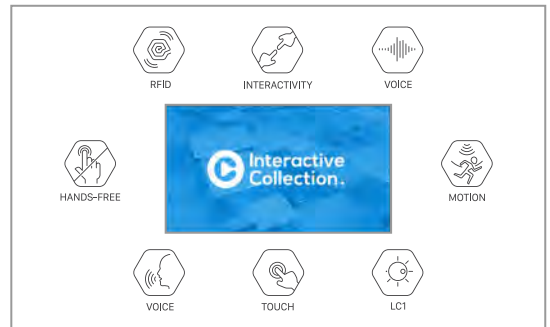 RFID
INTERACTIVITY
VOICE
Interactive
Collection.
HANDS-FREE
MOTION
VOICE
TOUCH
LC1